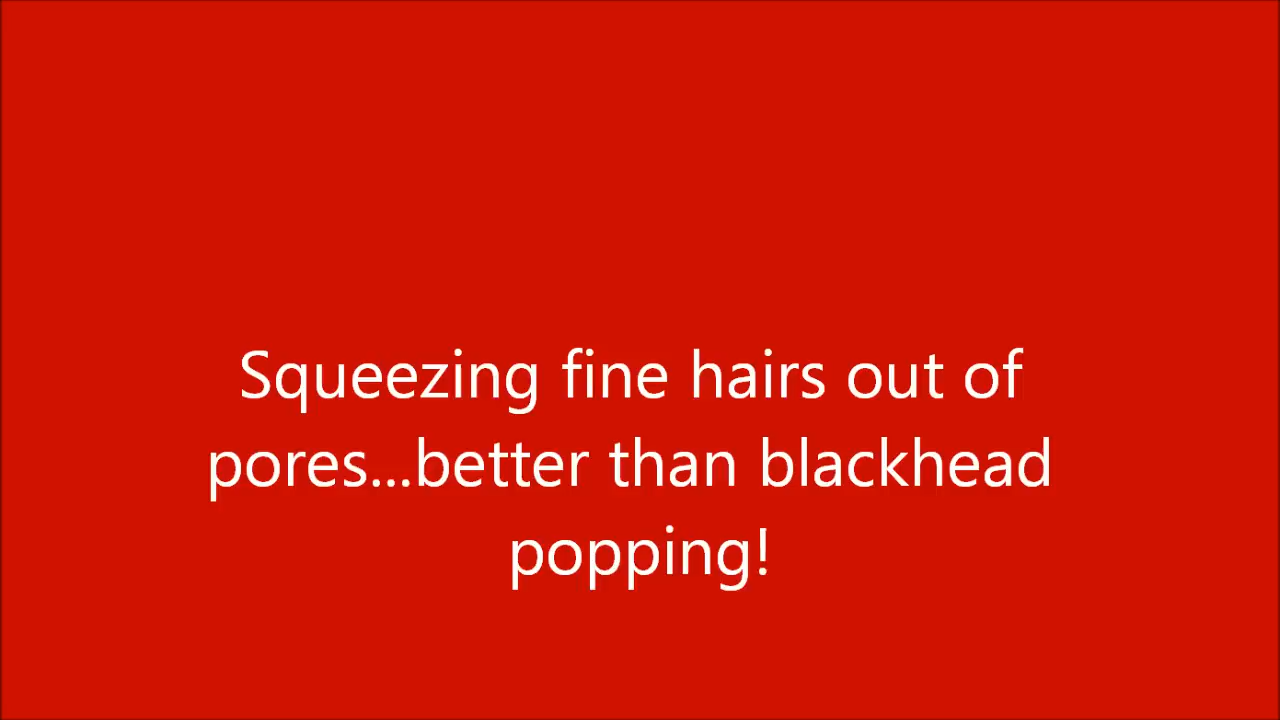 Squeezing fine hairs out of
pores...better than blackhead
popping!